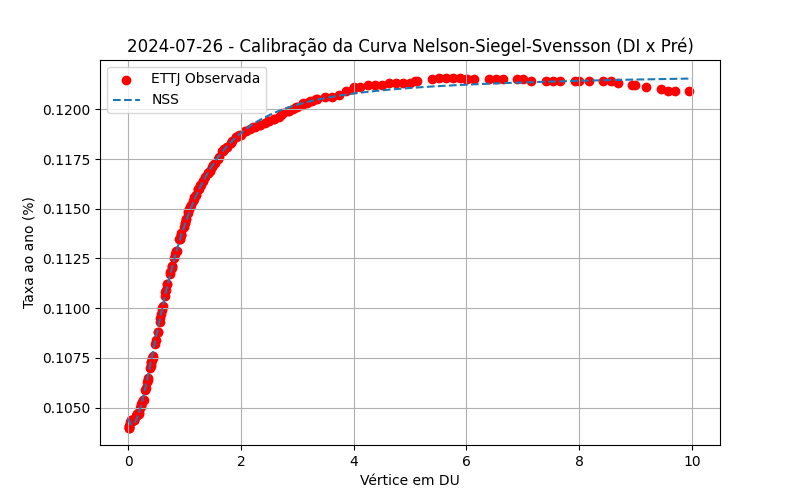 2024-07-26 - Calibração da Curva Nelson-Siegel-Svensson (DI x Pré)
ETTJ Observada
NSS
Taxa ao ano (%)
0.1200
0.1175
0.1150
0.1125
0.1100
0.1075
0.1050
0 2 4 6 8 10
Vértice em DU